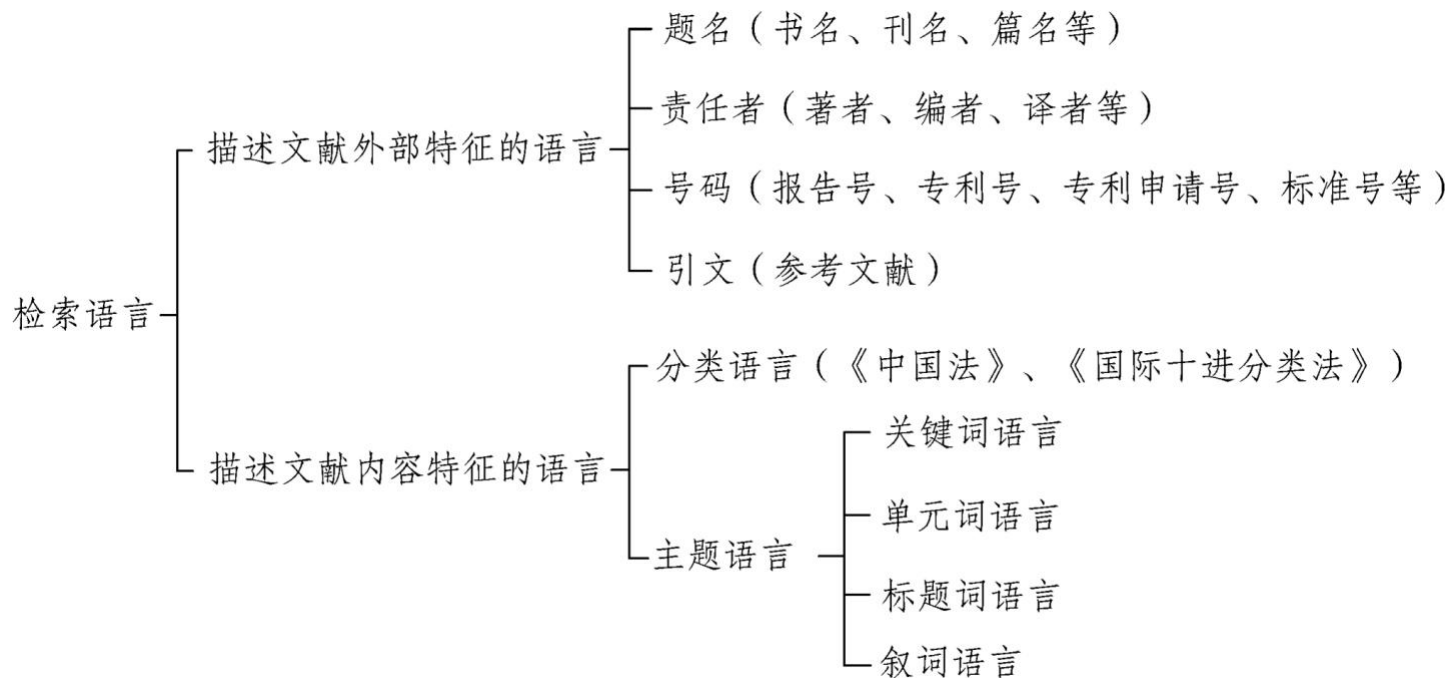 检索语言
描述文献外部特征的语言
题名（书名、刊名、篇名等）
责任者（著者、编者、译者等）
号码（报告号、专利号、专利申请号、标准号等）
引文（参考文献）
描述文献内容特征的语言
分类语言（《中国法》、《国际十进分类法》）
主题语言
关键词语言
单元词语言
标题词语言
叙词语言